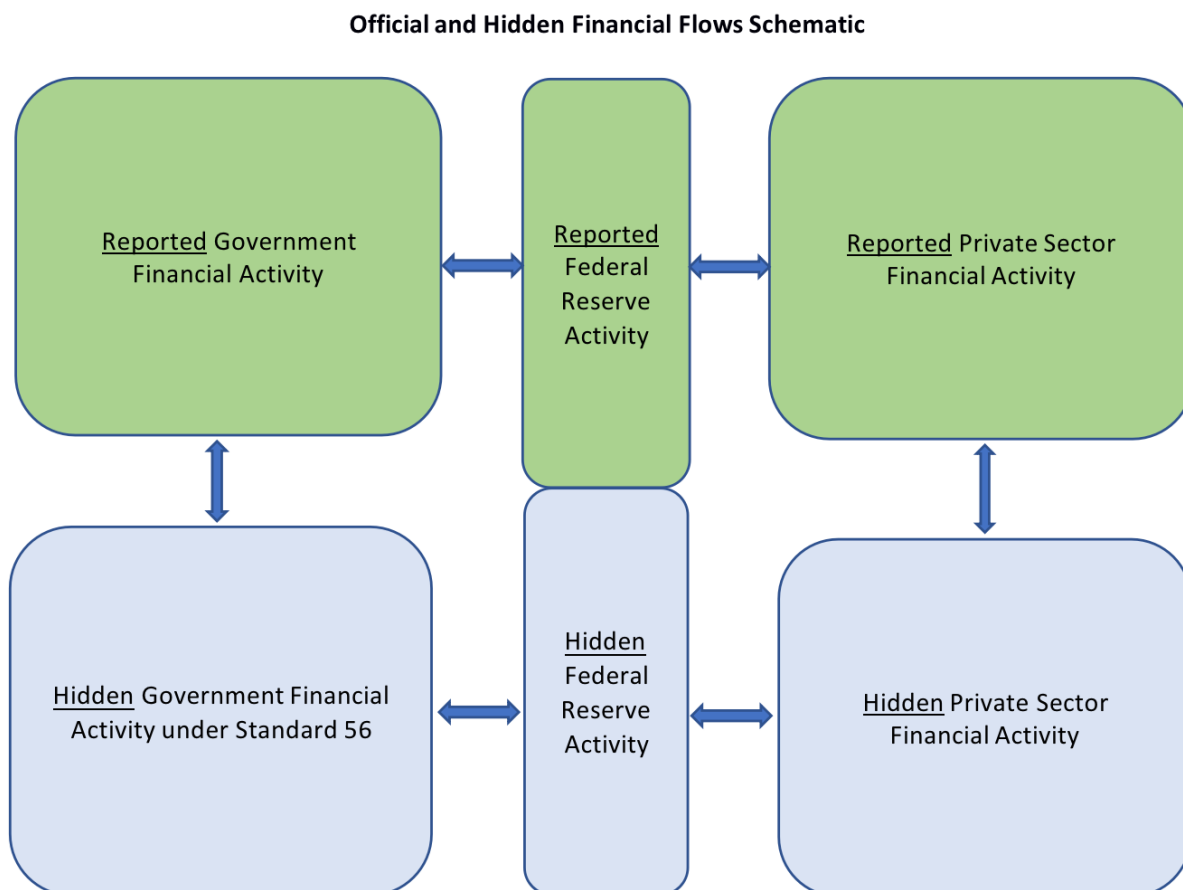 Official and Hidden Financial Flows Schematic
Reported Government
Financial Activity
Reported
Federal
Reserve
Activity
Reported Private Sector
Financial Activity
Hidden Government Financial
Activity under Standard 56
Hidden
Federal
Reserve
Activity
Hidden Private Sector
Financial Activity